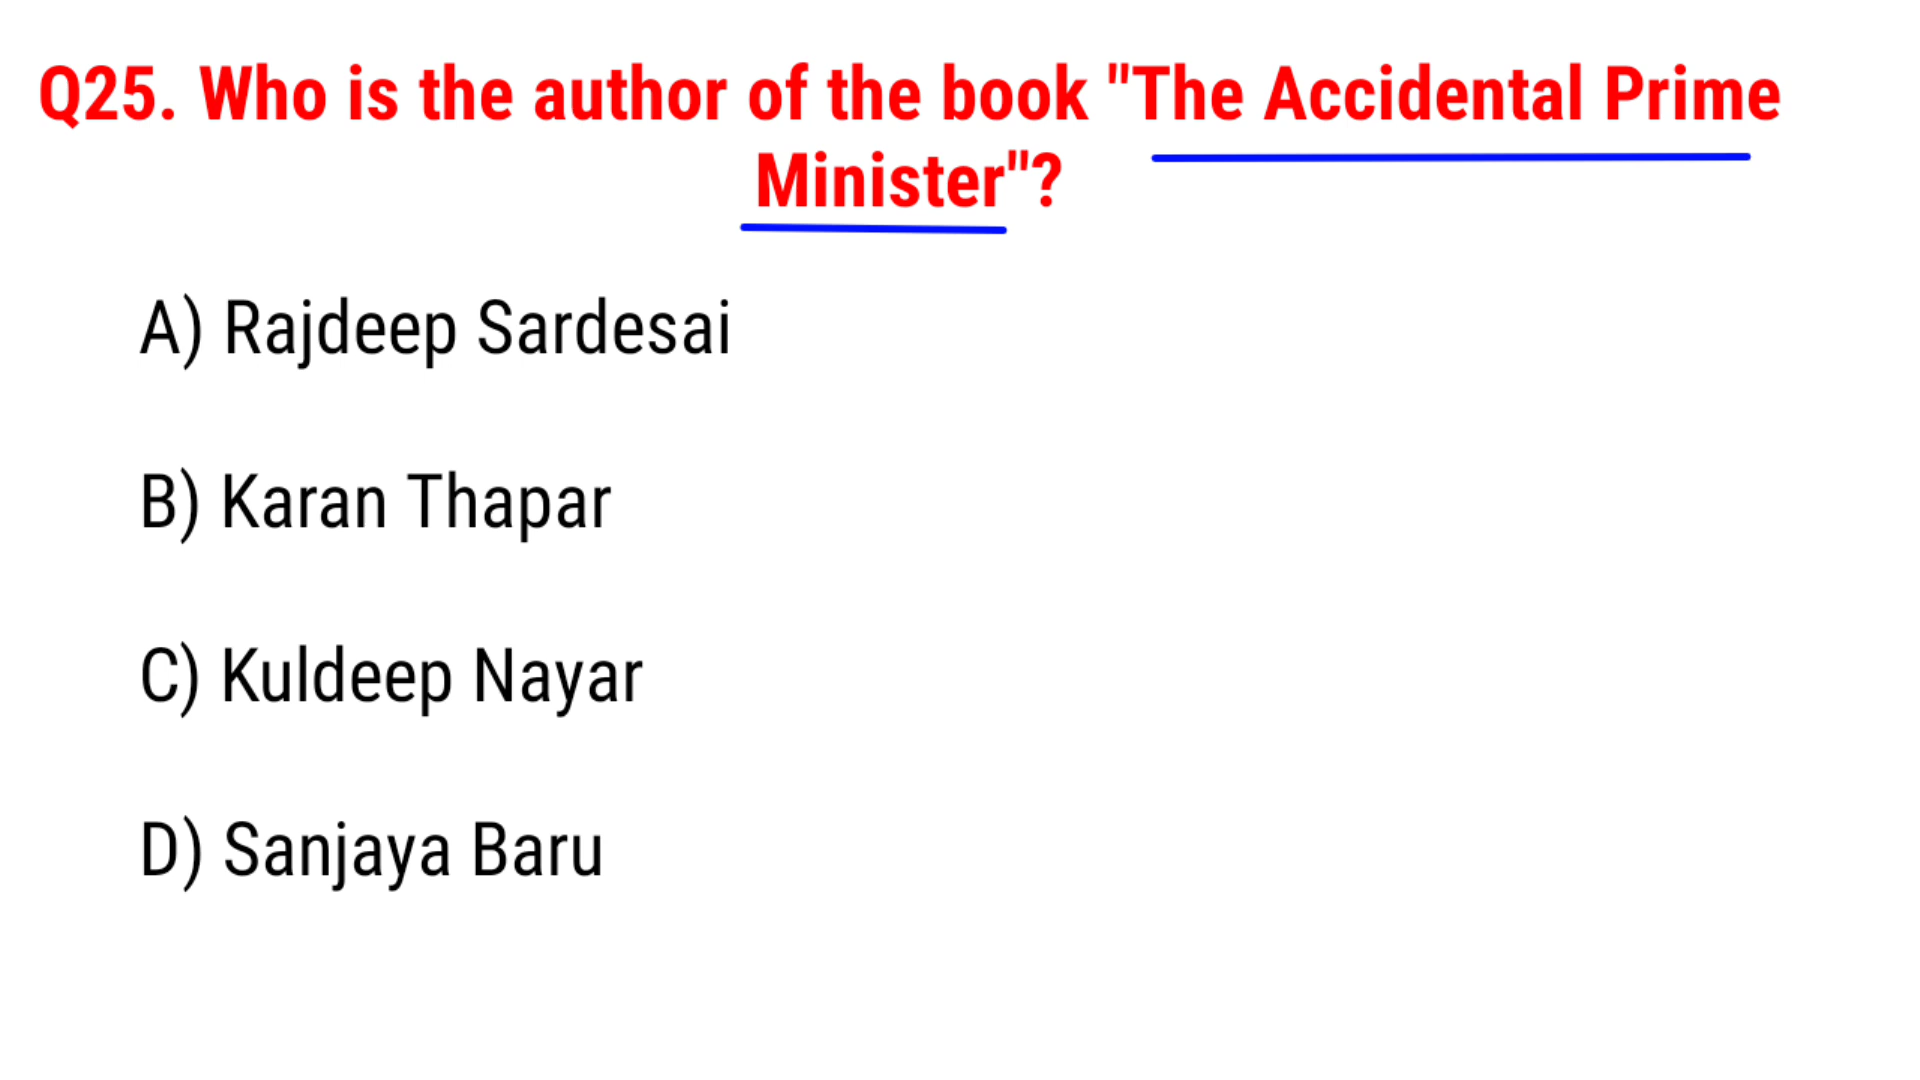 Q25. Who is the author of the book "The Accidental Prime
Minister"?
A) Rajdeep Sardesai
B) Karan Thapar
C) Kuldeep Nayar
D) Sanjaya Baru